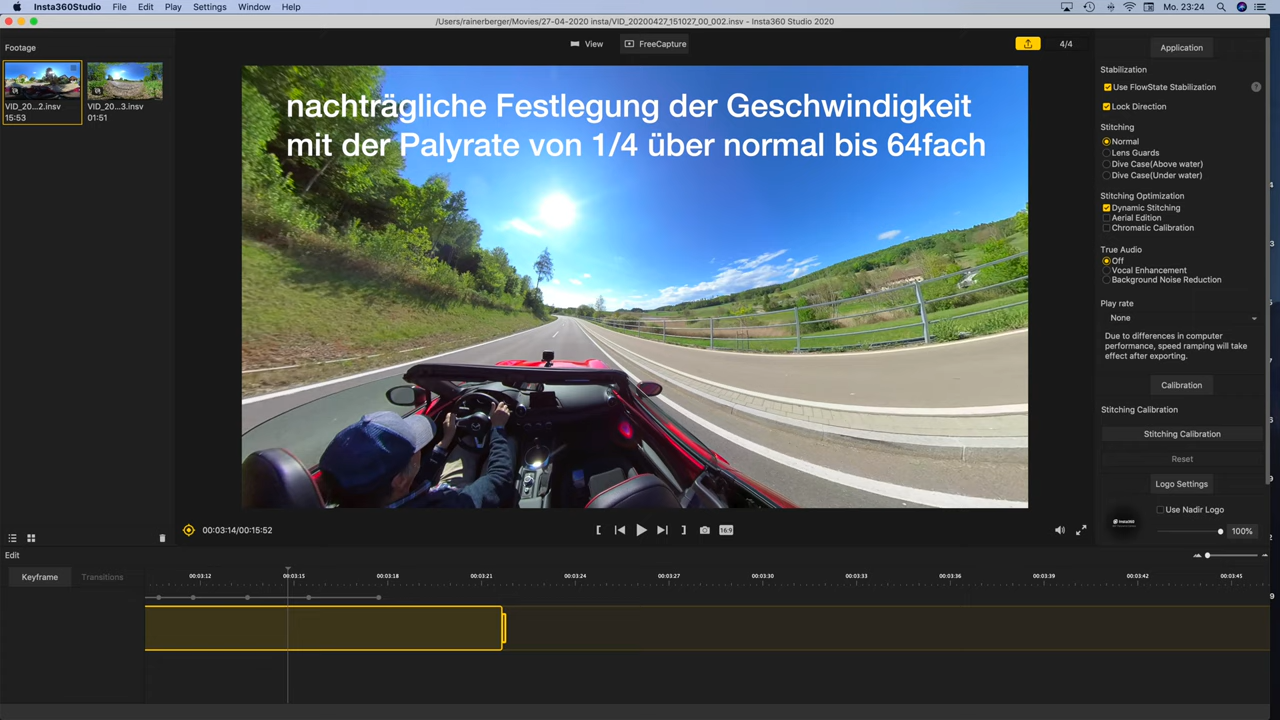 Insta360Studio File Edit Play Settings Window Help
Mo. 23:24
/Users/rainerberger/Movies/27-04-2020 insta/VID_20200427_151027_00_002.insv - Insta360 Studio 2020
Footage
View
FreeCapture
4/4
VID_20...2.insv
15:53
VID_20...3.insv
01:51
nachträgliche Festlegung der Geschwindigkeit
mit der Palyrate von 1/4 über normal bis 64fach
Application
Stabilization
Use FlowState Stabilization
?
Lock Direction
Stitching
Normal
Lens Guards
Dive Case(Above water)
Dive Case(Under water)
Stitching Optimization
Dynamic Stitching
Aerial Edition
Chromatic Calibration
True Audio
Off
Vocal Enhancement
Background Noise Reduction
Play rate
None
Due to differences in computer
performance, speed ramping will take
effect after exporting.
Calibration
Stitching Calibration
Stitching Calibration
Reset
Logo Settings
Insta360
Use Nadir Logo
100%
00:03:14/00:15:52
16:9
Edit
Keyframe
Transitions
00:03:12 00:03:15 00:03:18 00:03:21 00:03:24 00:03:27 00:03:30 00:03:33 00:03:36 00:03:39 00:03:42 00:03:45